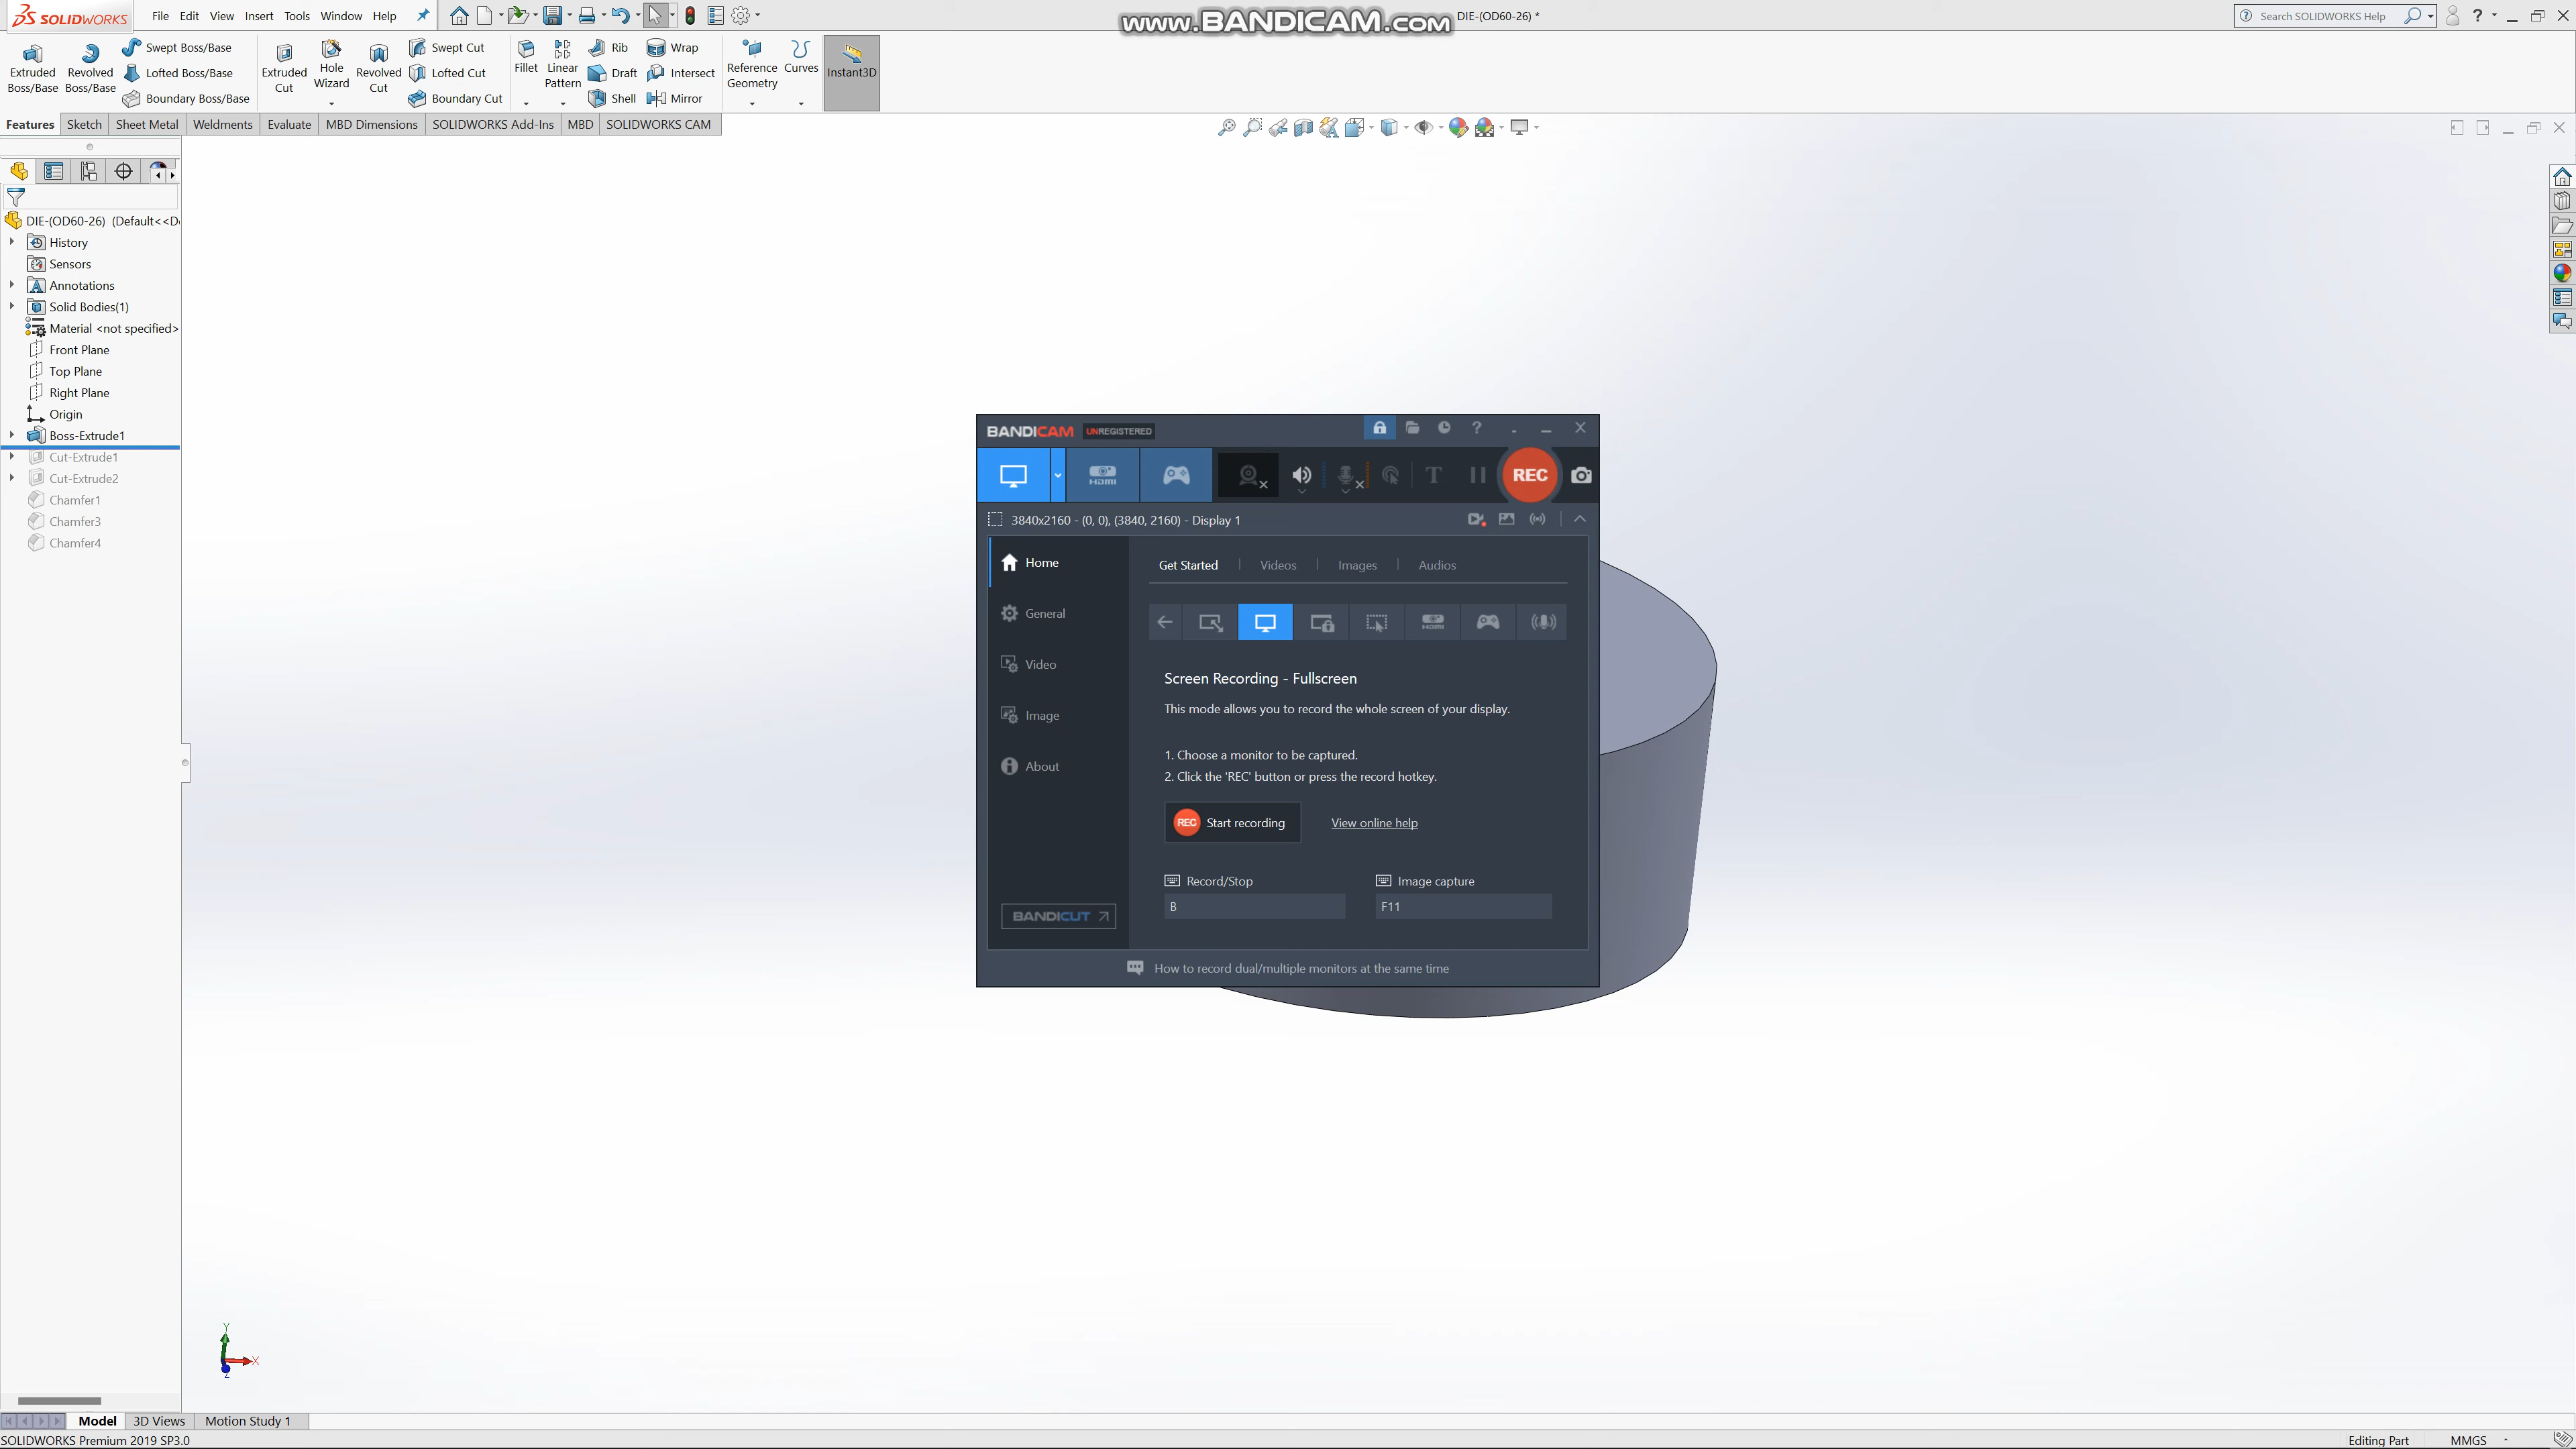 SOLIDWORKS File Edit View Insert Tools Window Help
www.BANDICAM.com DIE-(OD60-26) *
Search SOLIDWORKS Help ?
Extruded Boss/Base
Revolved Boss/Base
Swept Boss/Base
Lofted Boss/Base
Boundary Boss/Base
Extruded Cut
Hole Wizard
Revolved Cut
Swept Cut
Lofted Cut
Boundary Cut
Fillet
Linear Pattern
Rib
Draft
Shell
Wrap
Intersect
Mirror
Reference Geometry
Curves
Instant3D
Features Sketch Sheet Metal Weldments Evaluate MBD Dimensions SOLIDWORKS Add-Ins MBD SOLIDWORKS CAM
DIE-(OD60-26) (Default<<D
History
Sensors
Annotations
Solid Bodies(1)
Material <not specified>
Front Plane
Top Plane
Right Plane
Origin
Boss-Extrude1
Cut-Extrude1
Cut-Extrude2
Chamfer1
Chamfer3
Chamfer4
BANDICAM UNREGISTERED ?
HDMI T REC
3840x2160 - (0, 0), (3840, 2160) - Display 1
Home
General
Video
Image
About
BANDICUT
Get Started Videos Images Audios
HDMI
Screen Recording - Fullscreen
This mode allows you to record the whole screen of your display.
1. Choose a monitor to be captured.
2. Click the 'REC' button or press the record hotkey.
REC Start recording View online help
Record/Stop Image capture
B F11
How to record dual/multiple monitors at the same time
Y
X
Z
Model 3D Views Motion Study 1
SOLIDWORKS Premium 2019 SP3.0 Editing Part MMGS